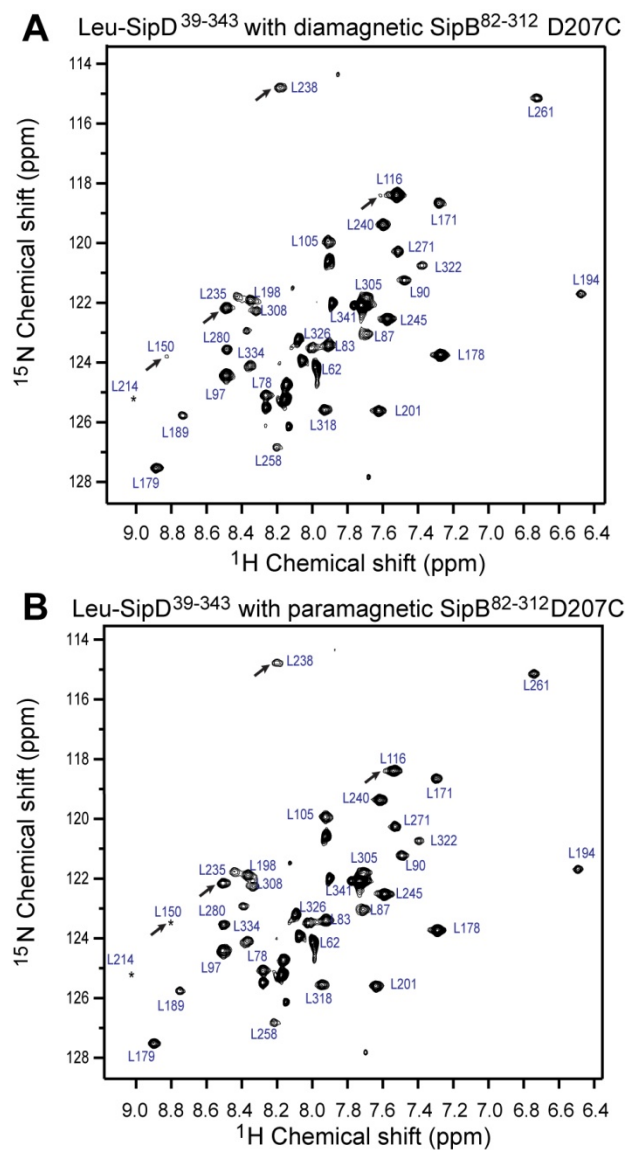 A Leu-SipD39-343 with diamagnetic SipB82-312 D207C
114
116
118
120
122
124
126
128
15N Chemical shift (ppm)
L238
L261
L116
L171
L240
L105
L271
L322
L90
L194
L235
L198
L308
L305
L341
L245
L87
L280
L150
L334
L326
L83
L178
L214
*
L97
L78
L62
L189
L318
L201
L258
L179
9.0 8.8 8.6 8.4 8.2 8.0 7.8 7.6 7.4 7.2 7.0 6.8 6.6 6.4
1H Chemical shift (ppm)
B Leu-SipD39-343 with paramagnetic SipB82-312D207C
114
116
118
120
122
124
126
128
15N Chemical shift (ppm)
L238
L261
L116
L171
L240
L105
L271
L322
L90
L194
L235
L198
L308
L305
L341
L245
L87
L280
L150
*
L334
L326
L83
L178
L214
*
L97
L78
L62
L189
L318
L201
L258
L179
9.0 8.8 8.6 8.4 8.2 8.0 7.8 7.6 7.4 7.2 7.0 6.8 6.6 6.4
1H Chemical shift (ppm)